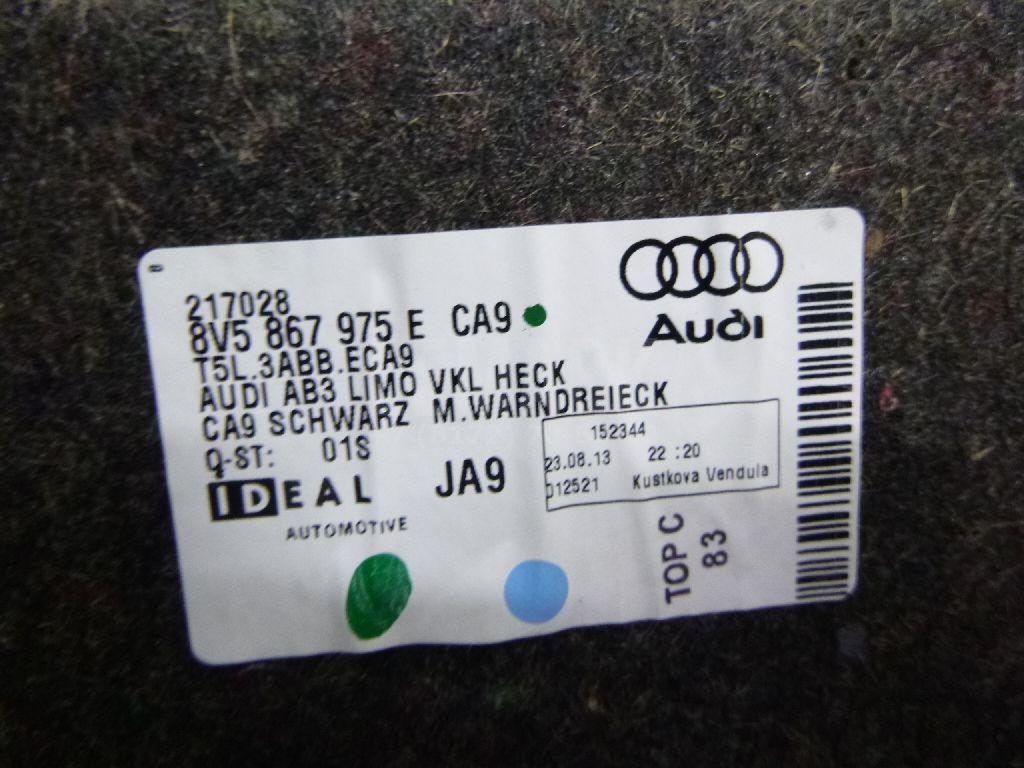 217028
8V5 867 975 E CA9
T5L.3ABB.ECA9
AUDI AB3 LIMO VKL HECK
CA9 SCHWARZ M.WARNDREIECK
Q-ST: 01S
IDEAL
AUTOMOTIVE
JA9
Audi
152344
23.08.13 22 :20
012521 Kustkova Vendula
TOP C
83